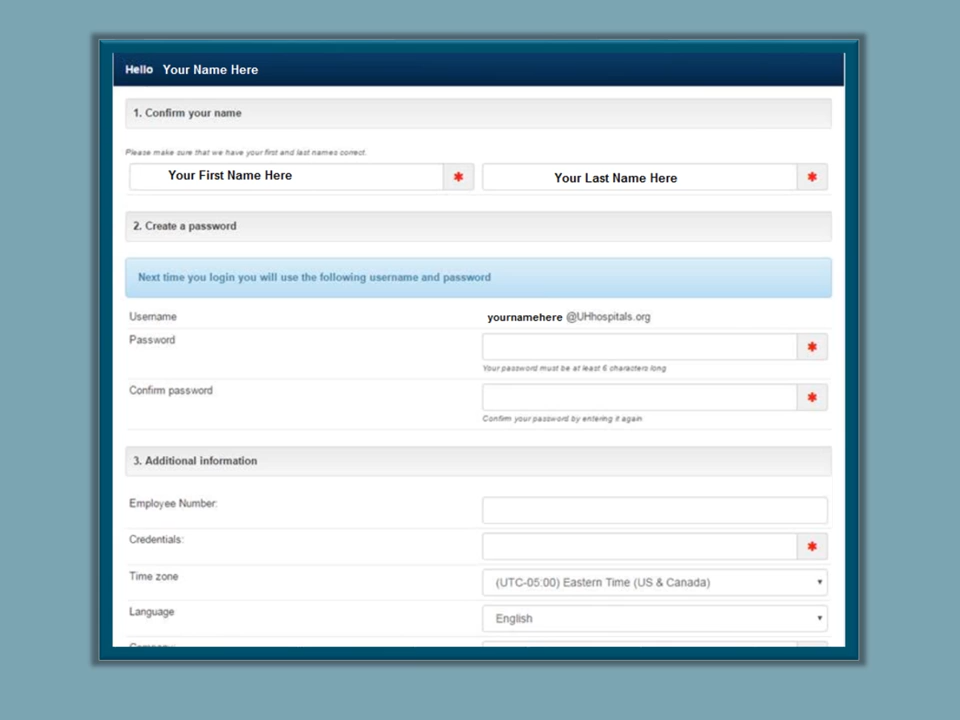 Hello Your Name Here
1. Confirm your name
Please make sure that we have your first and last names correct.
Your First Name Here ✱ Your Last Name Here ✱
2. Create a password
Next time you login you will use the following username and password
Username yournamehere @UHhospitals.org
Password ✱
Your password must be at least 6 characters long
Confirm password ✱
Confirm your password by entering it again
3. Additional information
Employee Number:
Credentials: ✱
Time zone (UTC-05:00) Eastern Time (US & Canada)
Language English